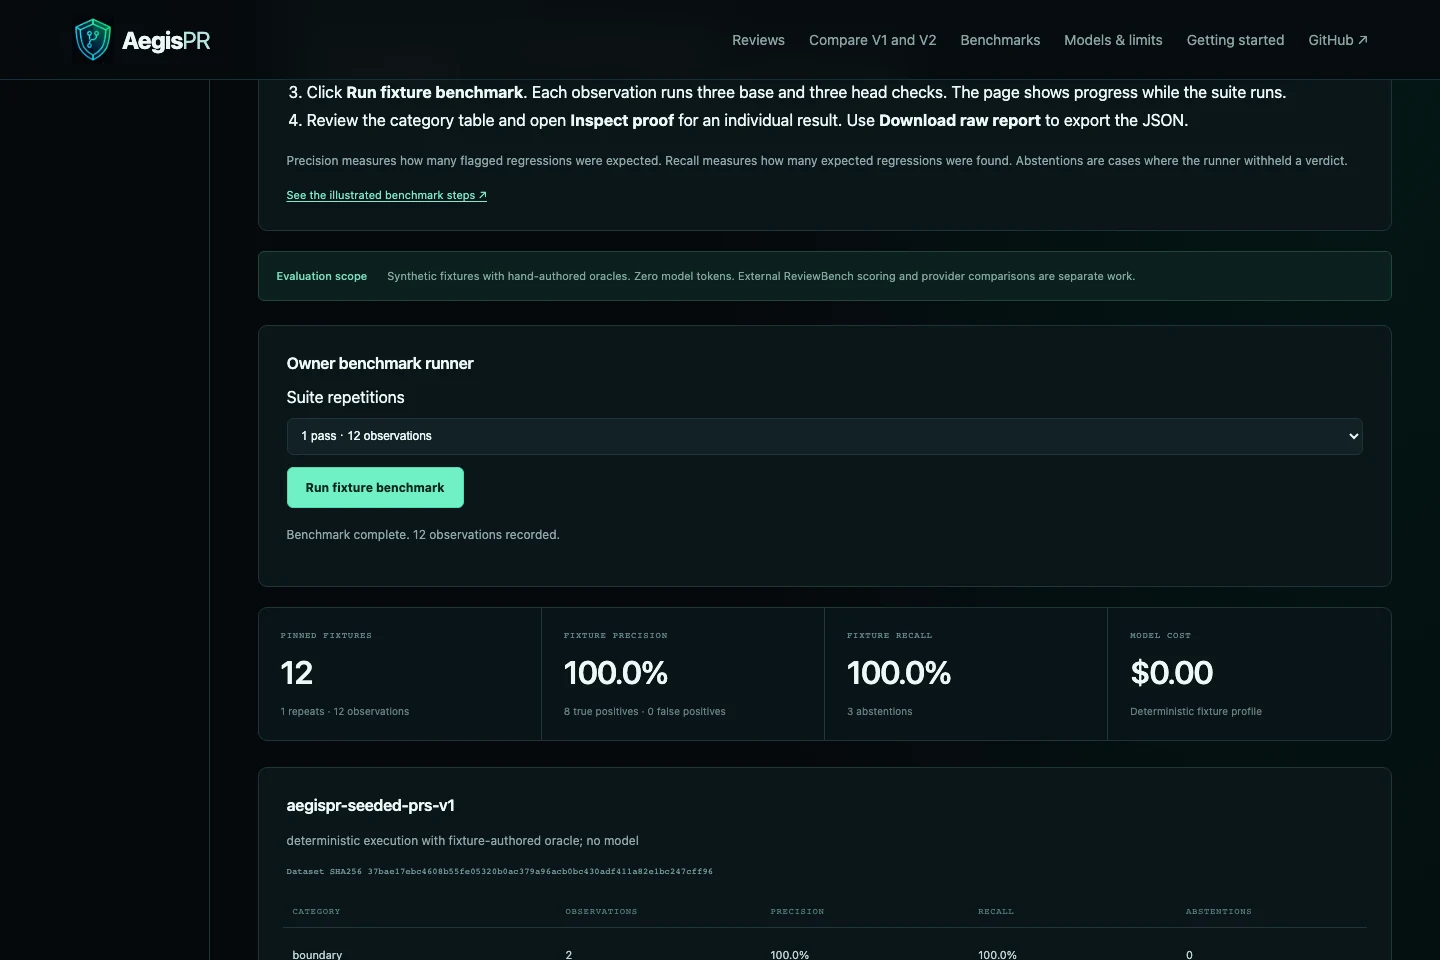 AegisPR
Reviews
Compare V1 and V2
Benchmarks
Models & limits
Getting started
GitHub ↗
3. Click Run fixture benchmark. Each observation runs three base and three head checks. The page shows progress while the suite runs.
4. Review the category table and open Inspect proof for an individual result. Use Download raw report to export the JSON.
Precision measures how many flagged regressions were expected. Recall measures how many expected regressions were found. Abstentions are cases where the runner withheld a verdict.
See the illustrated benchmark steps ↗
Evaluation scope
Synthetic fixtures with hand-authored oracles. Zero model tokens. External ReviewBench scoring and provider comparisons are separate work.
Owner benchmark runner
Suite repetitions
1 pass · 12 observations
Run fixture benchmark
Benchmark complete. 12 observations recorded.
PINNED FIXTURES
12
1 repeats · 12 observations
FIXTURE PRECISION
100.0%
8 true positives · 0 false positives
FIXTURE RECALL
100.0%
3 abstentions
MODEL COST
$0.00
Deterministic fixture profile
aegispr-seeded-prs-v1
deterministic execution with fixture-authored oracle; no model
Dataset SHA256 37bae17ebc4608b55fe05320b0ac379a96acb0bc430adf411a82e1bc247cff96
CATEGORY OBSERVATIONS PRECISION RECALL ABSTENTIONS
boundary 2 100.0% 100.0% 0